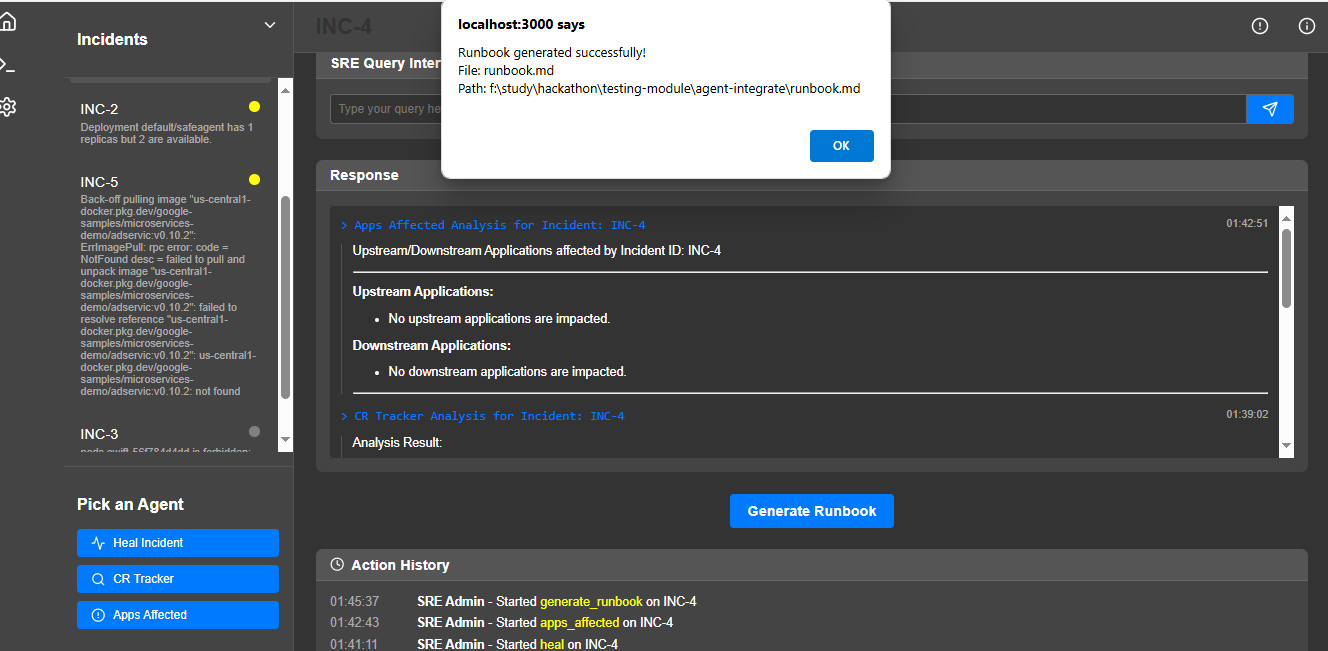 localhost:3000 says
Runbook generated successfully!
File: runbook.md
Path: f:\study\hackathon\testing-module\agent-integrate\runbook.md
OK
Incidents
INC-2
Deployment default/safeagent has 1
replicas but 2 are available.
INC-5
Back-off pulling image "us-central1-
docker.pkg.dev/google-
samples/microservices-
demo/adservic:v0.10.2":
ErrImagePull: rpc error: code =
NotFound desc = failed to pull and
unpack image "us-central1-
docker.pkg.dev/google-
samples/microservices-
demo/adservic:v0.10.2": failed to
resolve reference "us-central1-
docker.pkg.dev/google-
samples/microservices-
demo/adservic:v0.10.2": us-central1-
docker.pkg.dev/google-
samples/microservices-
demo/adservic:v0.10.2: not found
INC-3
Pick an Agent
Heal Incident
CR Tracker
Apps Affected
INC-4
SRE Query Inter
Type your query he
Response
> Apps Affected Analysis for Incident: INC-4 01:42:51
Upstream/Downstream Applications affected by Incident ID: INC-4
Upstream Applications:
• No upstream applications are impacted.
Downstream Applications:
• No downstream applications are impacted.
> CR Tracker Analysis for Incident: INC-4 01:39:02
Analysis Result:
Generate Runbook
Action History
01:45:37 SRE Admin - Started generate_runbook on INC-4
01:42:43 SRE Admin - Started apps_affected on INC-4
01:41:11 SRE Admin - Started heal on INC-4